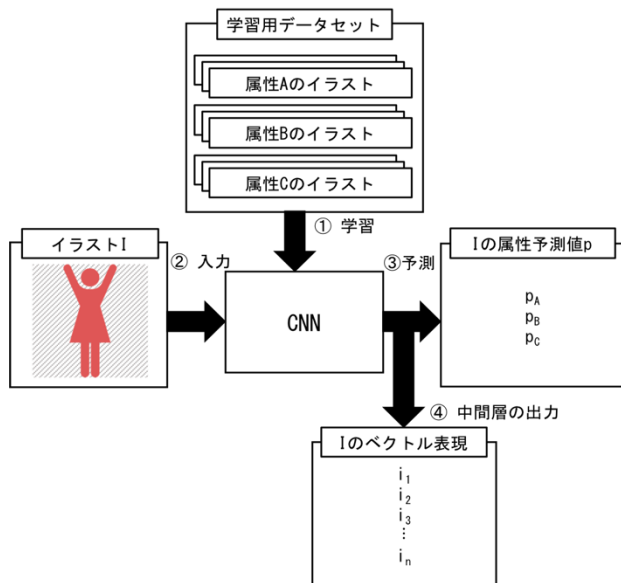 学習用データセット
属性Aのイラスト
属性Bのイラスト
属性Cのイラスト
① 学習
イラストI
② 入力
CNN
③予測
Iの属性予測値p
pA
pB
pC
④ 中間層の出力
Iのベクトル表現
i1
i2
i3
⋮
in